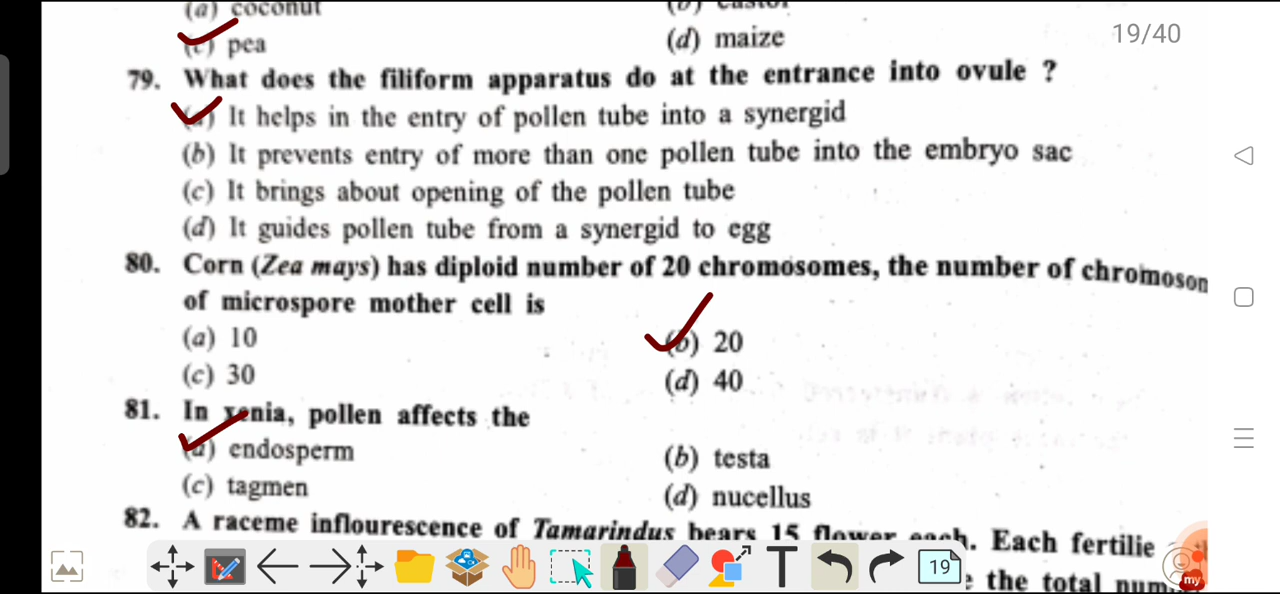 (a) coconut
(b) castor
19/40
(c) pea
(d) maize
79. What does the filiform apparatus do at the entrance into ovule ?
(a) It helps in the entry of pollen tube into a synergid
(b) It prevents entry of more than one pollen tube into the embryo sac
(c) It brings about opening of the pollen tube
(d) It guides pollen tube from a synergid to egg
80. Corn (Zea mays) has diploid number of 20 chromosomes, the number of chromoson
of microspore mother cell is
(a) 10
(b) 20
(c) 30
(d) 40
81. In xenia, pollen affects the
(a) endosperm
(b) testa
(c) tagmen
(d) nucellus
82. A raceme inflourescence of Tamarindus bears 15 flower each. Each fertilie
the total num
T
19
my